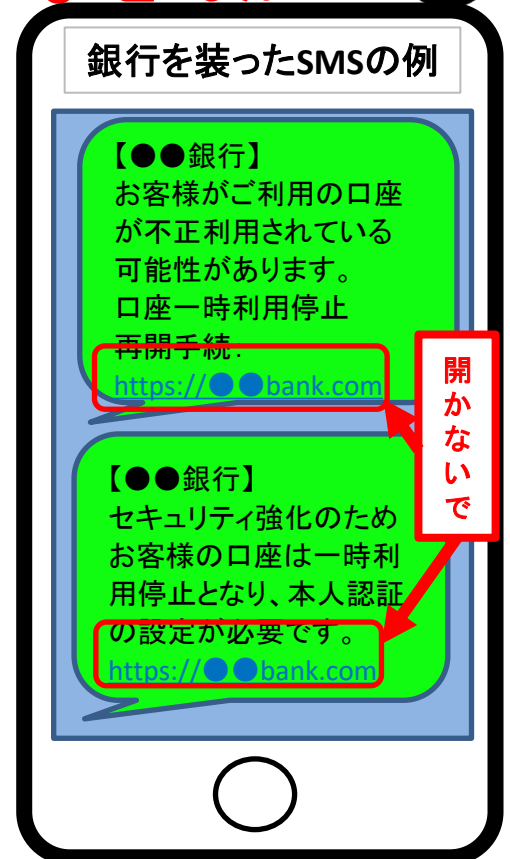 銀行を装ったSMSの例
【●●銀行】
お客様がご利用の口座
が不正利用されている
可能性があります。
口座一時利用停止
再開手続:
https://●●bank.com
開かないで
【●●銀行】
セキュリティ強化のため
お客様の口座は一時利
用停止となり、本人認証
の設定が必要です。
https://●●bank.com